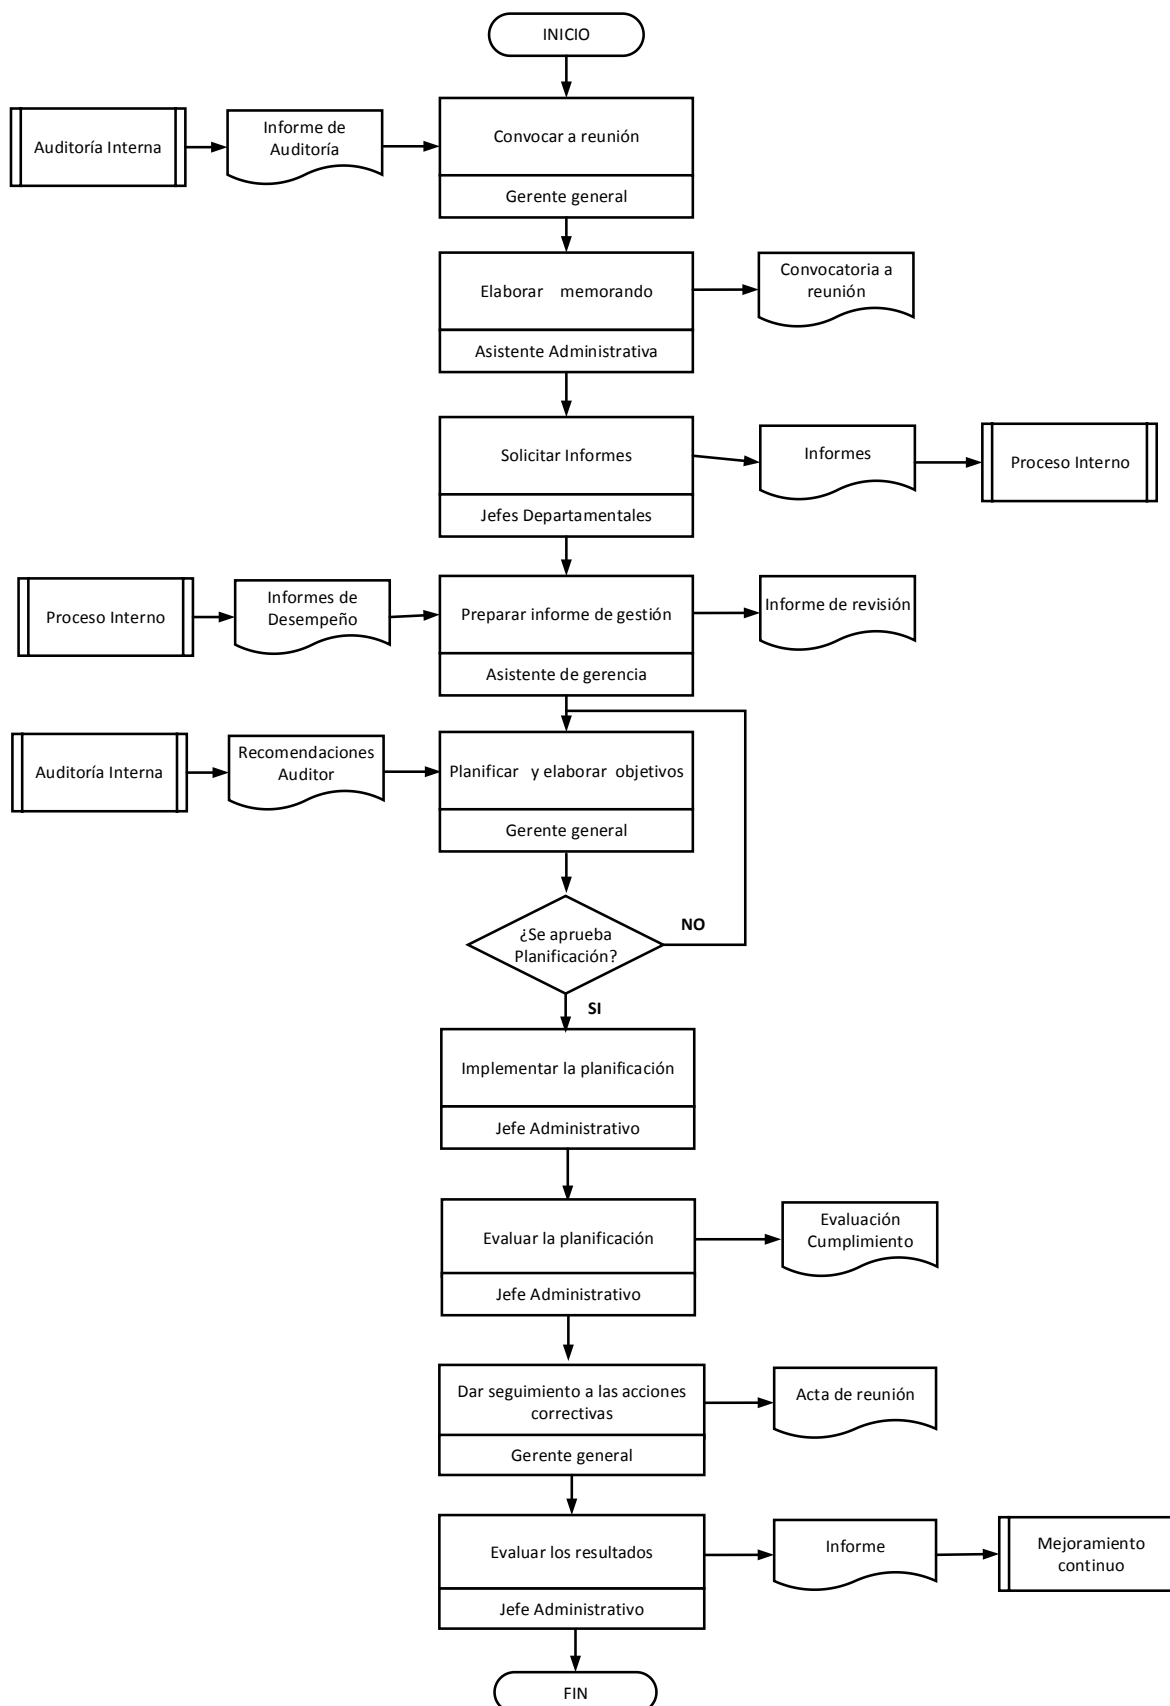 INICIO
Auditoría Interna
Informe de
Auditoría
Convocar a reunión
Gerente general
Elaborar memorando
Asistente Administrativa
Convocatoria a
reunión
Solicitar Informes
Jefes Departamentales
Informes
Proceso Interno
Proceso Interno
Informes de
Desempeño
Preparar informe de gestión
Asistente de gerencia
Informe de revisión
Auditoría Interna
Recomendaciones
Auditor
Planificar y elaborar objetivos
Gerente general
¿Se aprueba
Planificación?
NO
SI
Implementar la planificación
Jefe Administrativo
Evaluar la planificación
Jefe Administrativo
Evaluación
Cumplimiento
Dar seguimiento a las acciones
correctivas
Gerente general
Acta de reunión
Evaluar los resultados
Jefe Administrativo
Informe
Mejoramiento
continuo
FIN